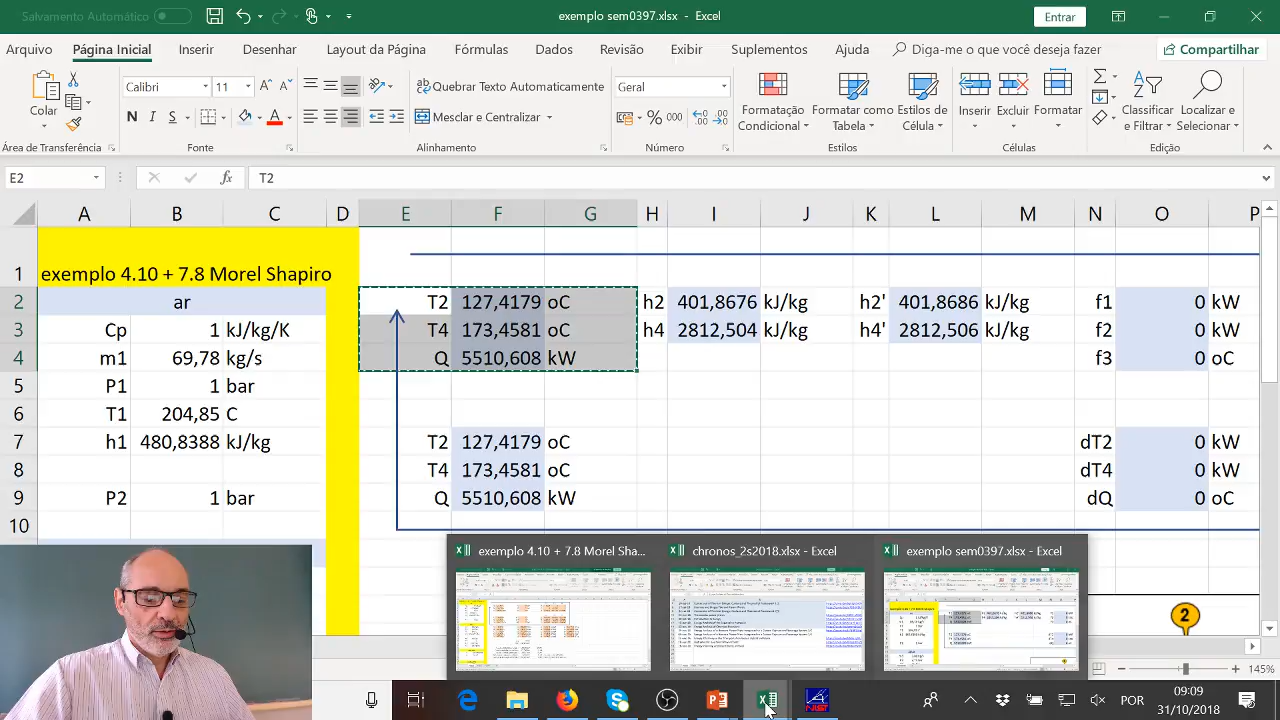 Salvamento Automático
exemplo sem0397.xlsx - Excel
Entrar
Arquivo Página Inicial Inserir Desenhar Layout da Página Fórmulas Dados Revisão Exibir Suplementos Ajuda Diga-me o que você deseja fazer Compartilhar
Colar
Calibri 11
N I S
Quebrar Texto Automaticamente
Mesclar e Centralizar
Geral
% 000
Formatação Condicional
Formatar como Tabela
Estilos de Célula
Inserir Excluir Formatar
Classificar e Filtrar
Localizar e Selecionar
Área de Transferência Fonte Alinhamento Número Estilos Células Edição
E2 fx T2
A B C D E F G H I J K L M N O P
1 exemplo 4.10 + 7.8 Morel Shapiro
2 ar T2 127,4179 oC h2 401,8676 kJ/kg h2' 401,8686 kJ/kg f1 0 kW
3 Cp 1 kJ/kg/K T4 173,4581 oC h4 2812,504 kJ/kg h4' 2812,506 kJ/kg f2 0 kW
4 m1 69,78 kg/s Q 5510,608 kW f3 0 oC
5 P1 1 bar
6 T1 204,85 C
7 h1 480,8388 kJ/kg T2 127,4179 oC dT2 0 kW
8 T4 173,4581 oC dT4 0 kW
9 P2 1 bar Q 5510,608 kW dQ 0 oC
10
exemplo 4.10 + 7.8 Morel Sha... chronos_2s2018.xlsx - Excel exemplo sem0397.xlsx - Excel
2
145%
POR
09:09
31/10/2018